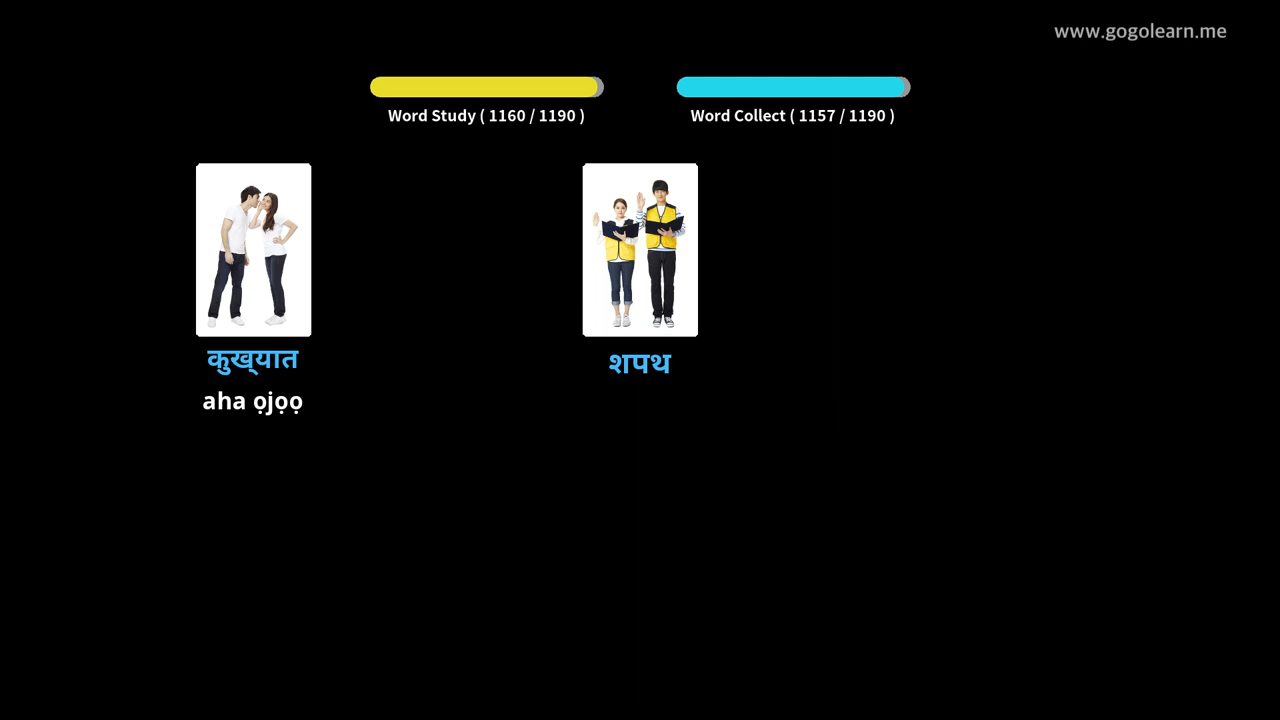 www.gogolearn.me
Word Study ( 1160 / 1190 )
Word Collect ( 1157 / 1190 )
कुख्यात
aha ọjọọ
शपथ